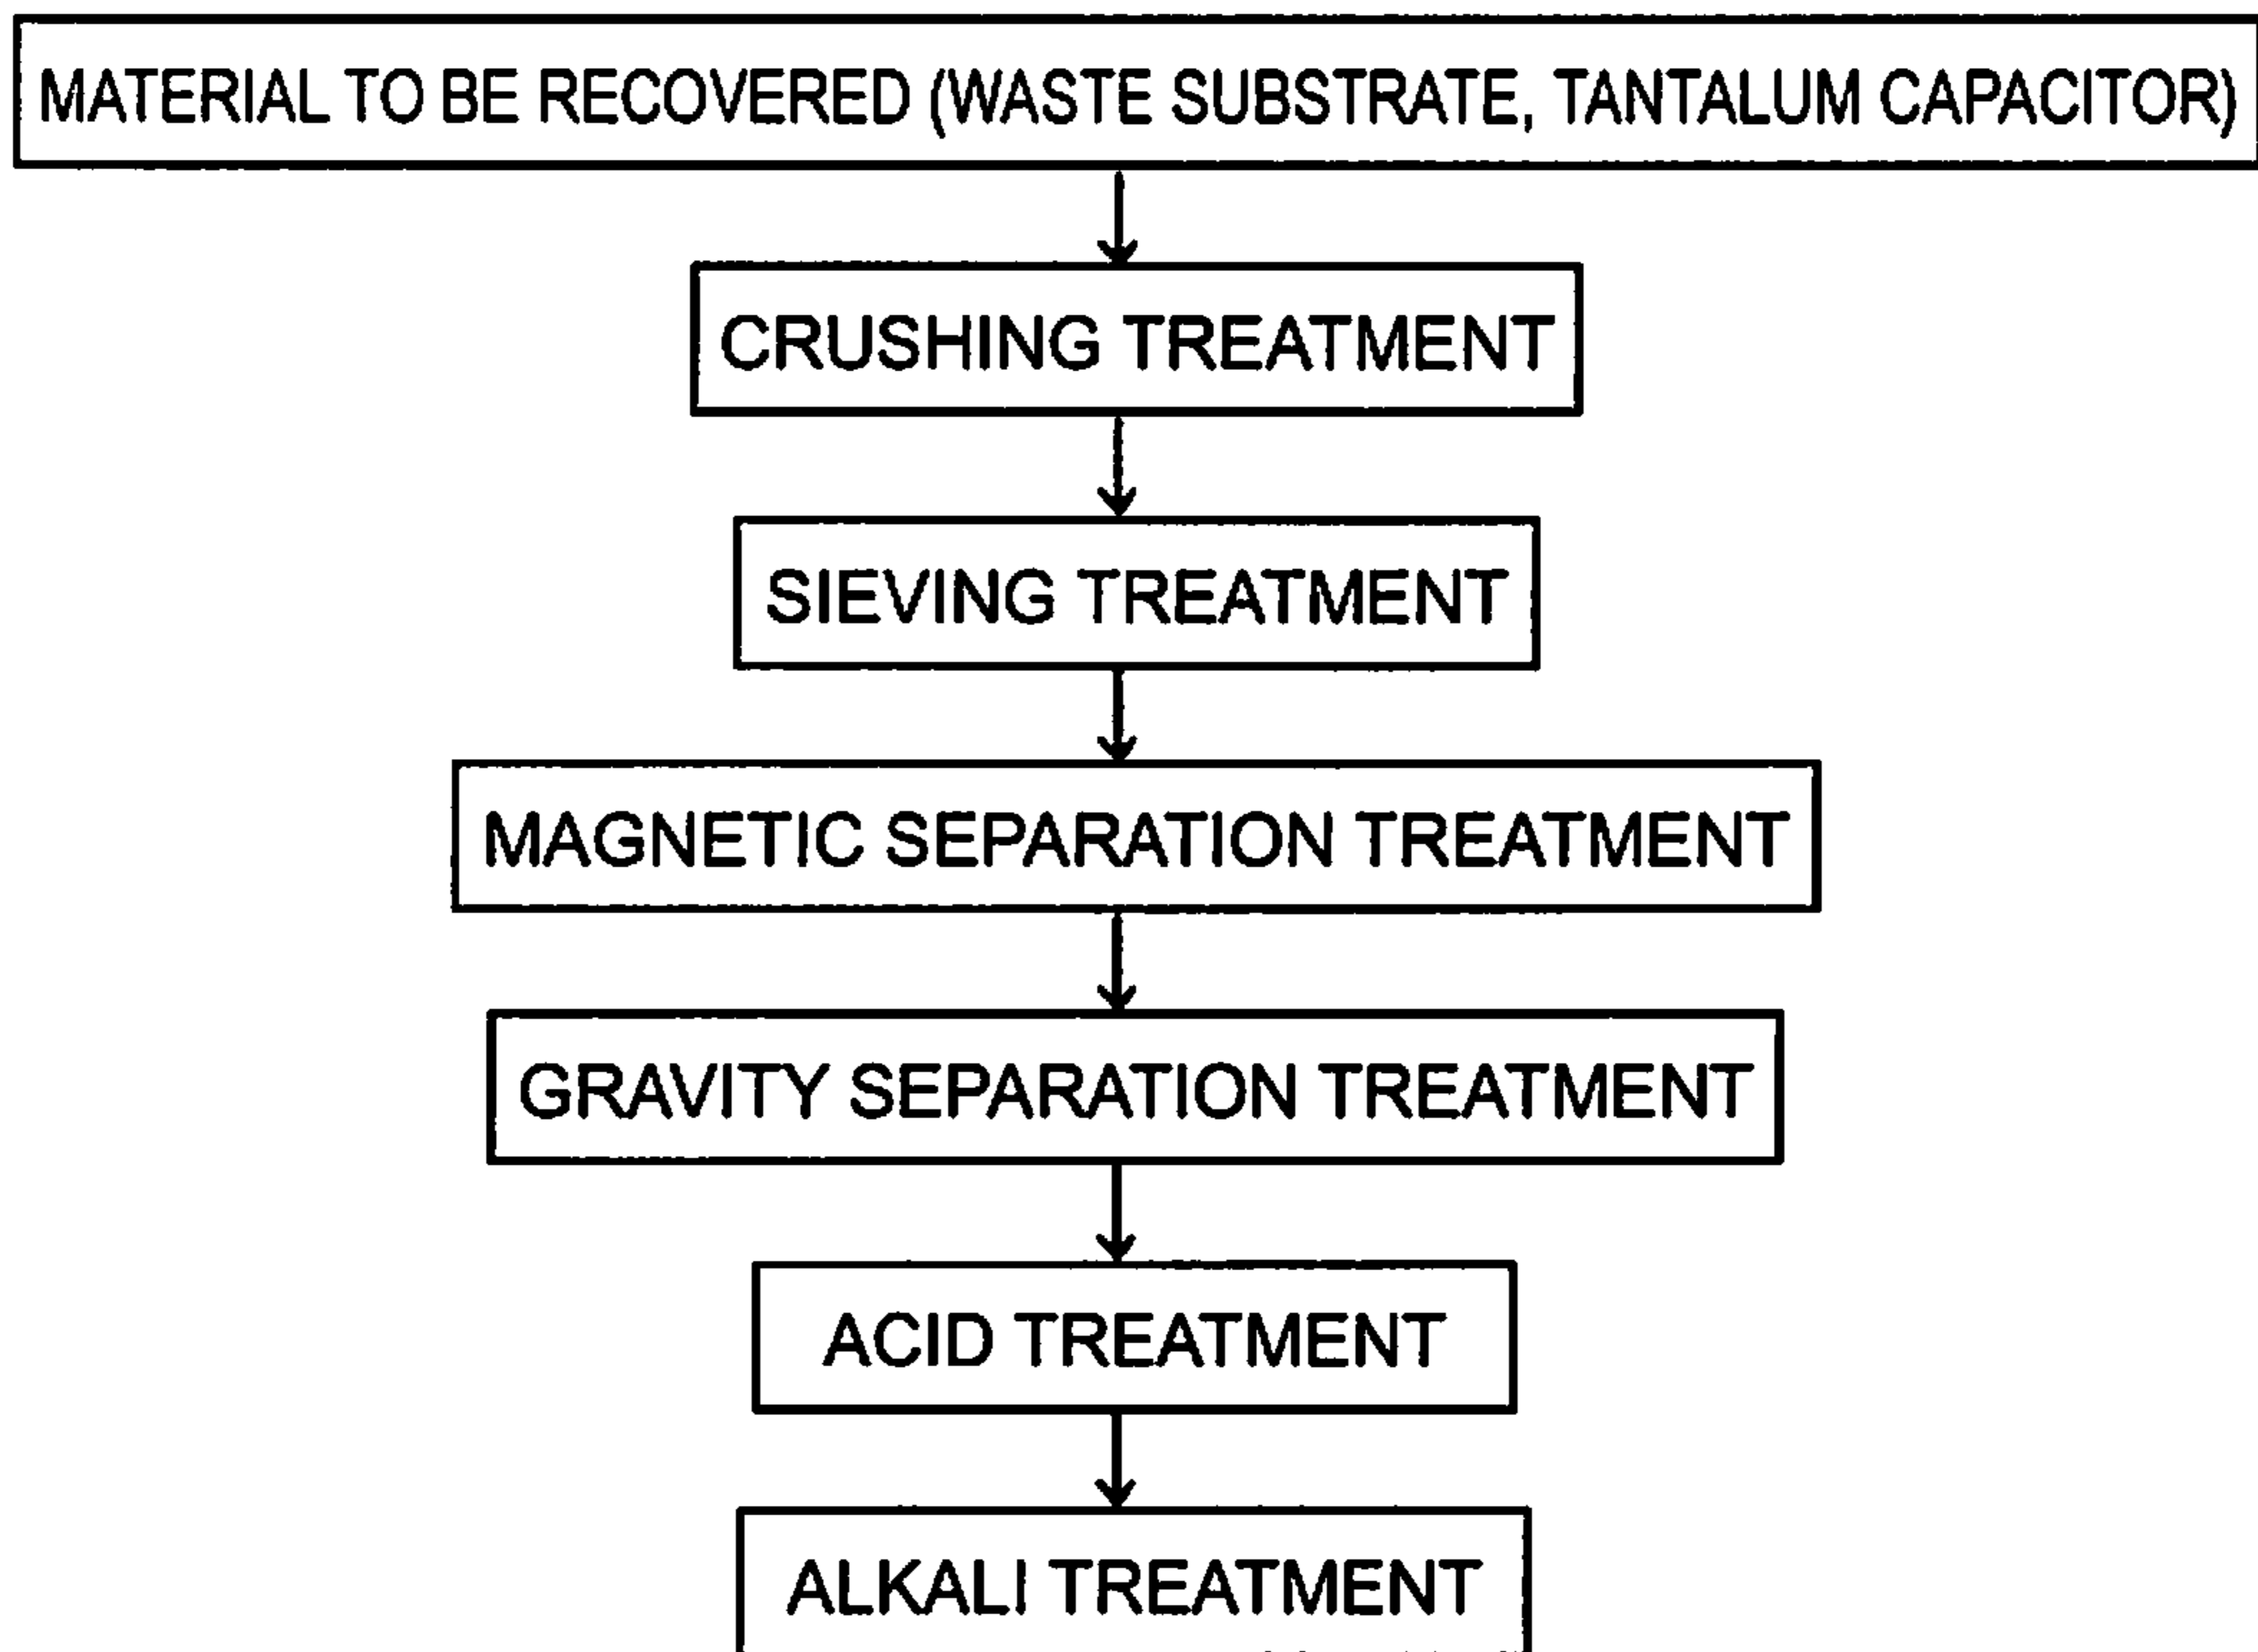 MATERIAL TO BE RECOVERED (WASTE SUBSTRATE, TANTALUM CAPACITOR)
CRUSHING TREATMENT
SIEVING TREATMENT
MAGNETIC SEPARATION TREATMENT
GRAVITY SEPARATION TREATMENT
ACID TREATMENT
ALKALI TREATMENT